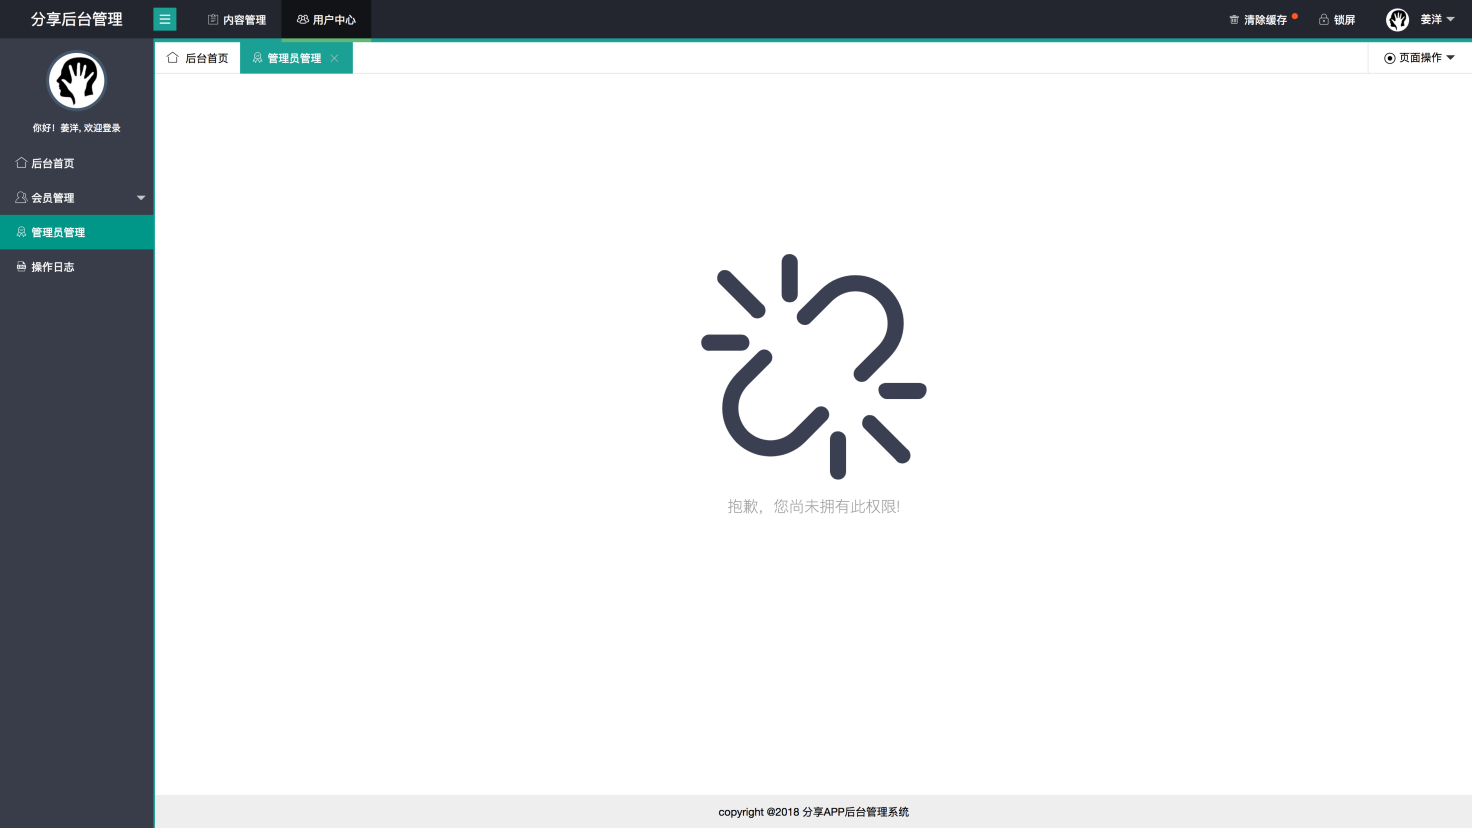 分享后台管理
内容管理
用户中心
清除缓存
锁屏
姜洋
后台首页
管理员管理
页面操作
你好！姜洋, 欢迎登录
后台首页
会员管理
管理员管理
操作日志
抱歉，您尚未拥有此权限!
copyright @2018 分享APP后台管理系统